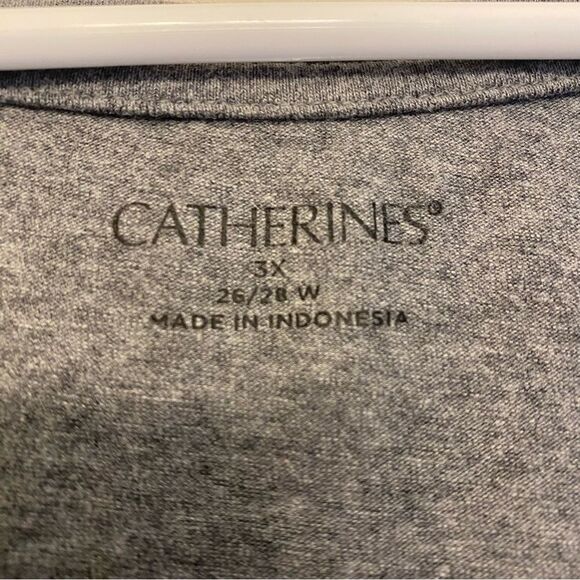 CATHERINES®
3X
26/28 W
MADE IN INDONESIA